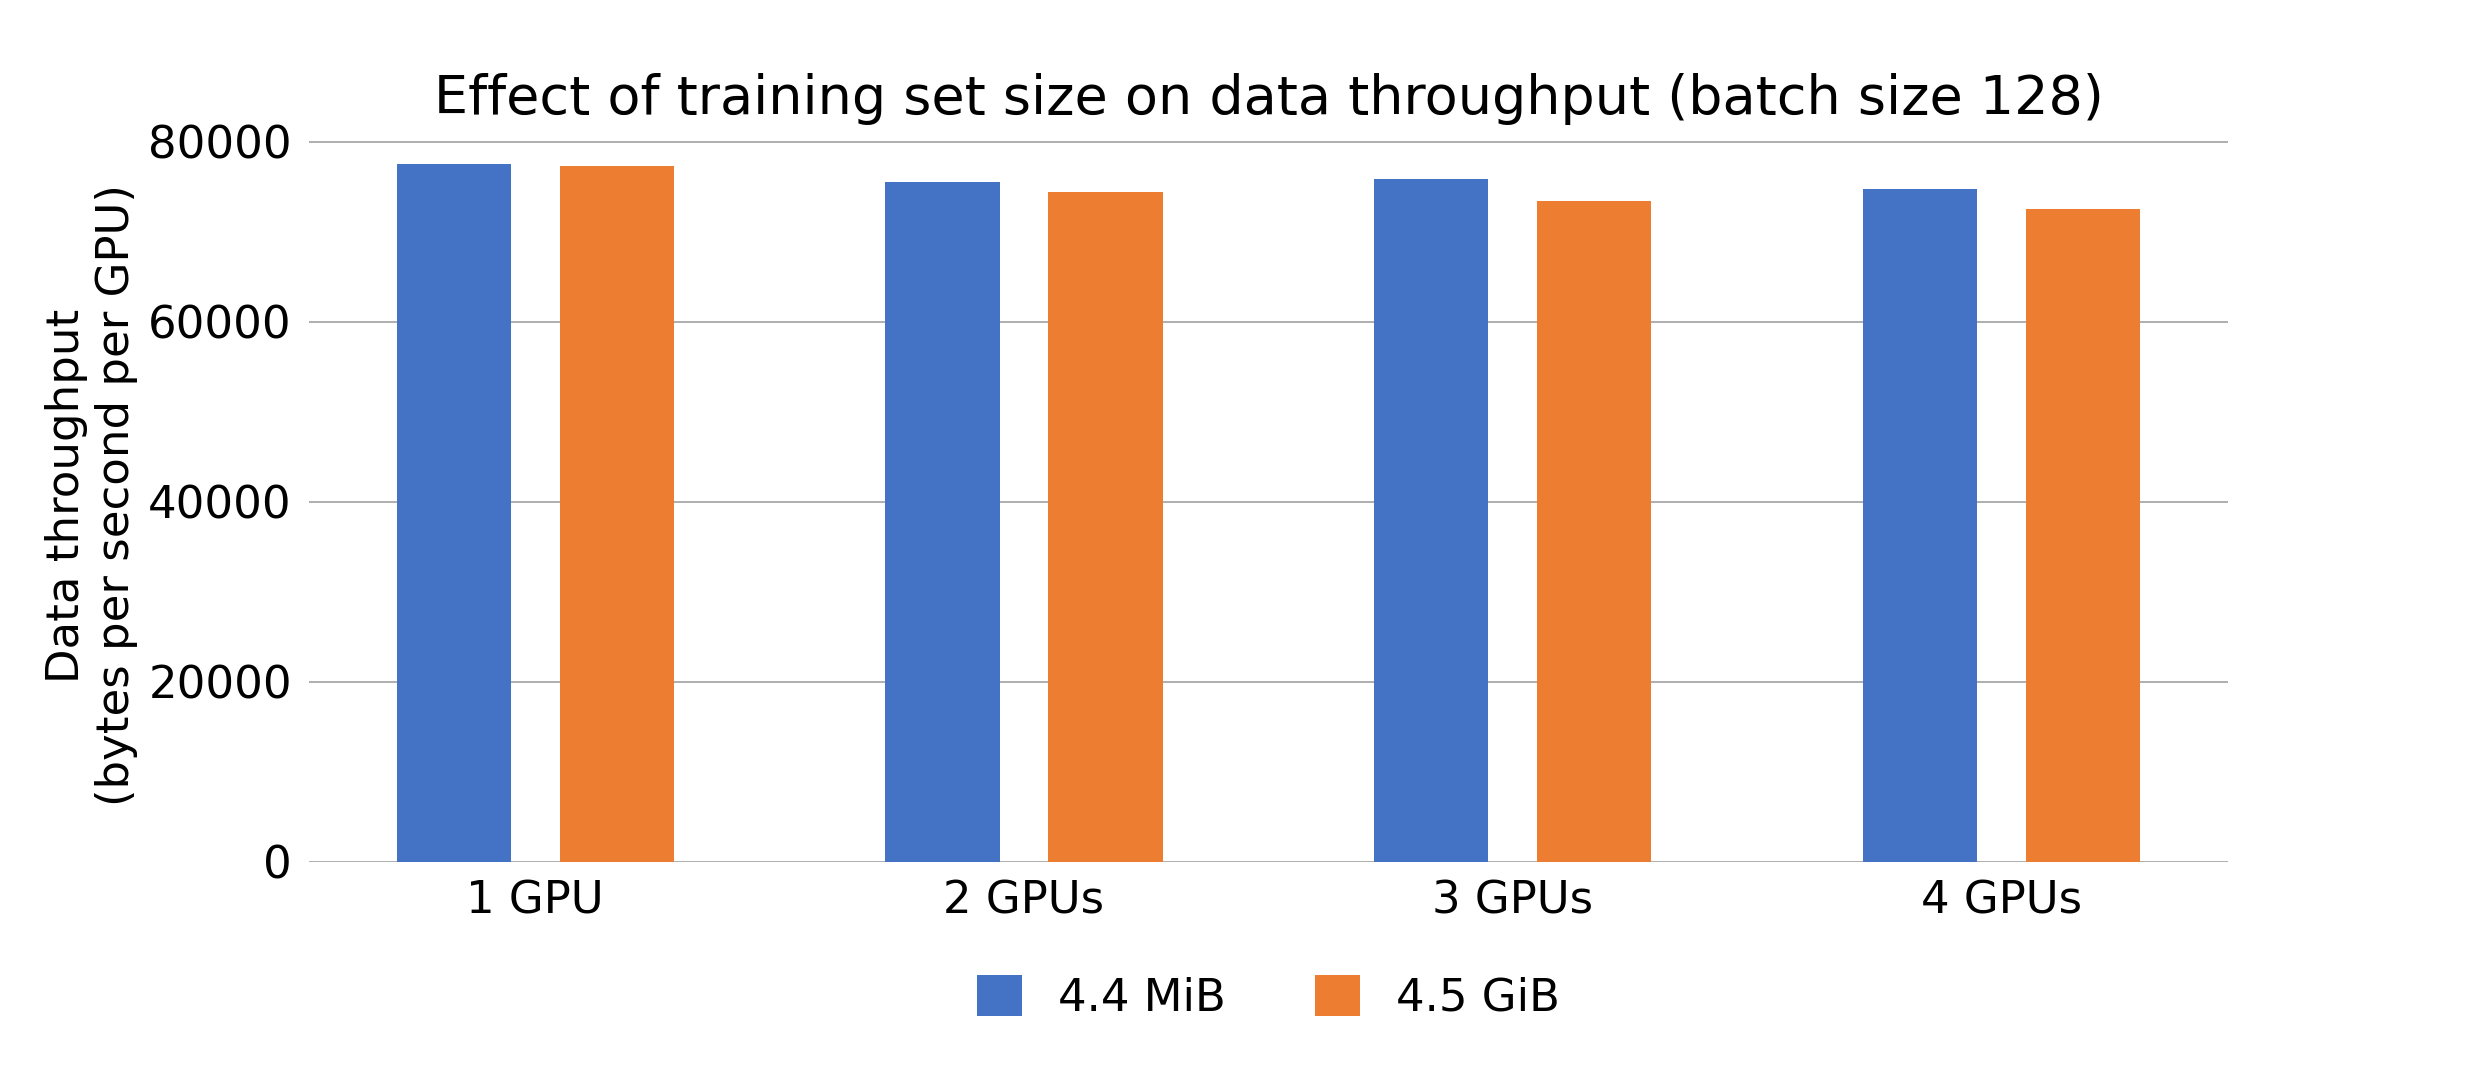 Effect of training set size on data throughput (batch size 128)
Data throughput
(bytes per second per GPU)
80000
60000
40000
20000
0
1 GPU
2 GPUs
3 GPUs
4 GPUs
4.4 MiB
4.5 GiB